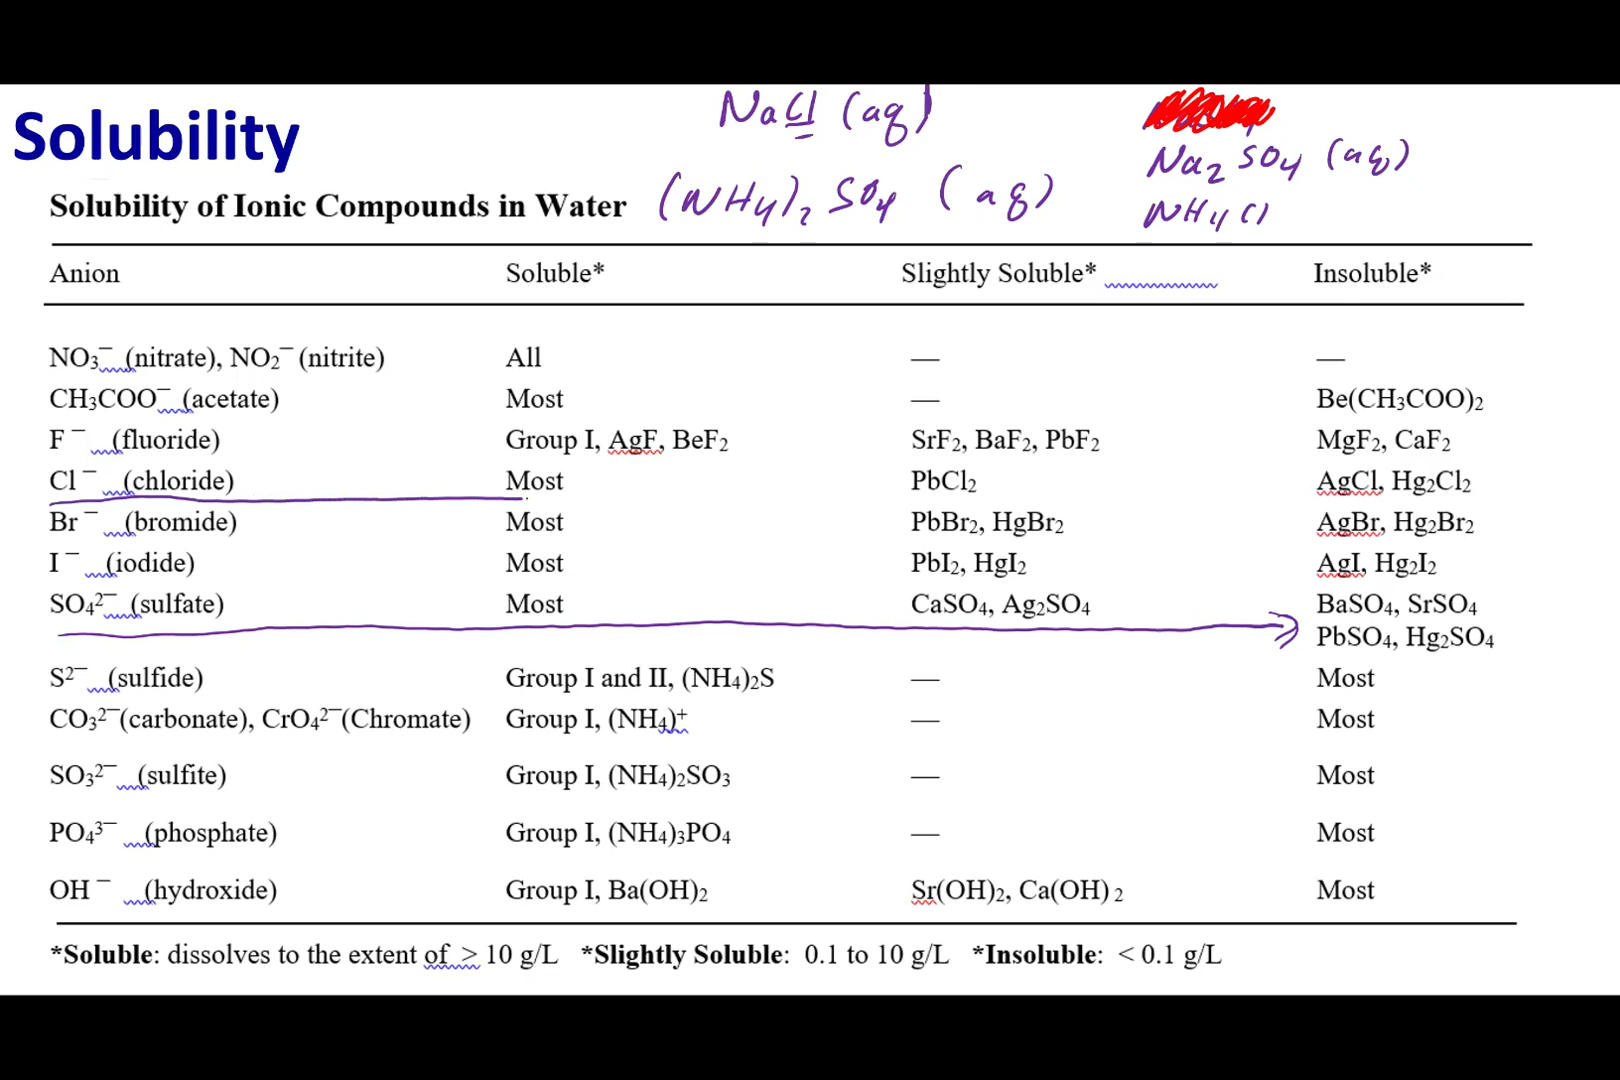 NaCl (aq)
Solubility
Na₂SO₄ (aq)
Solubility of Ionic Compounds in Water
(NH₄)₂SO₄ (aq)
NH₄Cl
Anion Soluble* Slightly Soluble* Insoluble*
NO₃⁻ (nitrate), NO₂⁻ (nitrite) All — —
CH₃COO⁻ (acetate) Most — Be(CH₃COO)₂
F⁻ (fluoride) Group I, AgF, BeF₂ SrF₂, BaF₂, PbF₂ MgF₂, CaF₂
Cl⁻ (chloride) Most PbCl₂ AgCl, Hg₂Cl₂
Br⁻ (bromide) Most PbBr₂, HgBr₂ AgBr, Hg₂Br₂
I⁻ (iodide) Most PbI₂, HgI₂ AgI, Hg₂I₂
SO₄²⁻ (sulfate) Most CaSO₄, Ag₂SO₄ BaSO₄, SrSO₄
PbSO₄, Hg₂SO₄
S²⁻ (sulfide) Group I and II, (NH₄)₂S — Most
CO₃²⁻ (carbonate), CrO₄²⁻ (Chromate) Group I, (NH₄)⁺ — Most
SO₃²⁻ (sulfite) Group I, (NH₄)₂SO₃ — Most
PO₄³⁻ (phosphate) Group I, (NH₄)₃PO₄ — Most
OH⁻ (hydroxide) Group I, Ba(OH)₂ Sr(OH)₂, Ca(OH)₂ Most
*Soluble: dissolves to the extent of > 10 g/L *Slightly Soluble: 0.1 to 10 g/L *Insoluble: < 0.1 g/L